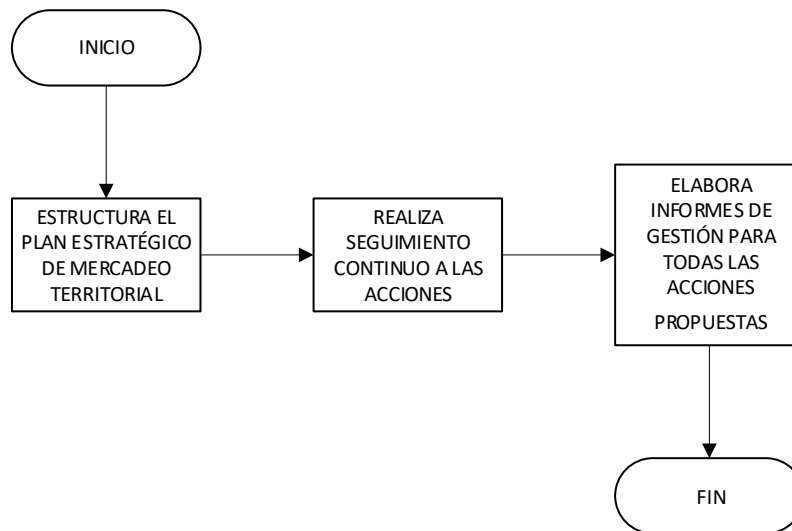 INICIO
ESTRUCTURA EL
PLAN ESTRATÉGICO
DE MERCADEO
TERRITORIAL
REALIZA
SEGUIMIENTO
CONTINUO A LAS
ACCIONES
ELABORA
INFORMES DE
GESTIÓN PARA
TODAS LAS
ACCIONES
PROPUESTAS
FIN